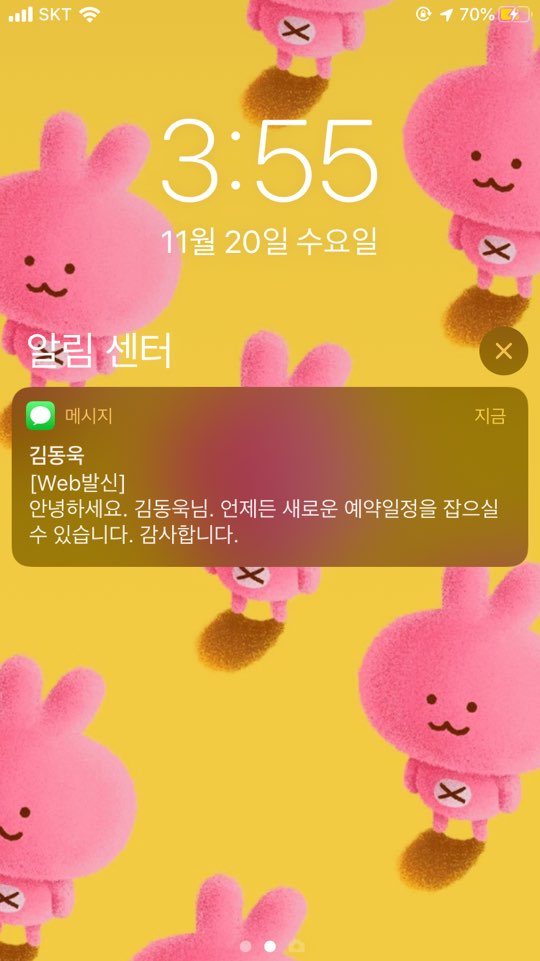 SKT 70%
3:55
11월 20일 수요일
알림 센터
메시지 지금
김동욱
[Web발신]
안녕하세요. 김동욱님. 언제든 새로운 예약일정을 잡으실
수 있습니다. 감사합니다.